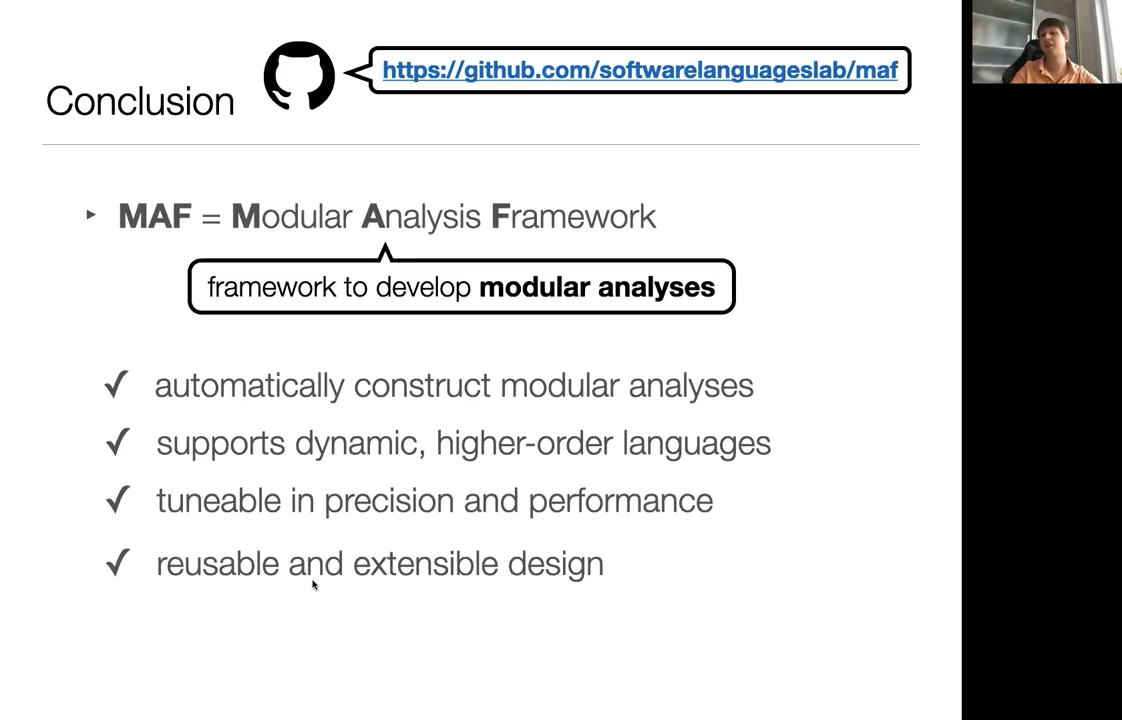 https://github.com/softwarelanguageslab/maf
Conclusion
▸ MAF = Modular Analysis Framework
framework to develop modular analyses
✓ automatically construct modular analyses
✓ supports dynamic, higher-order languages
✓ tuneable in precision and performance
✓ reusable and extensible design